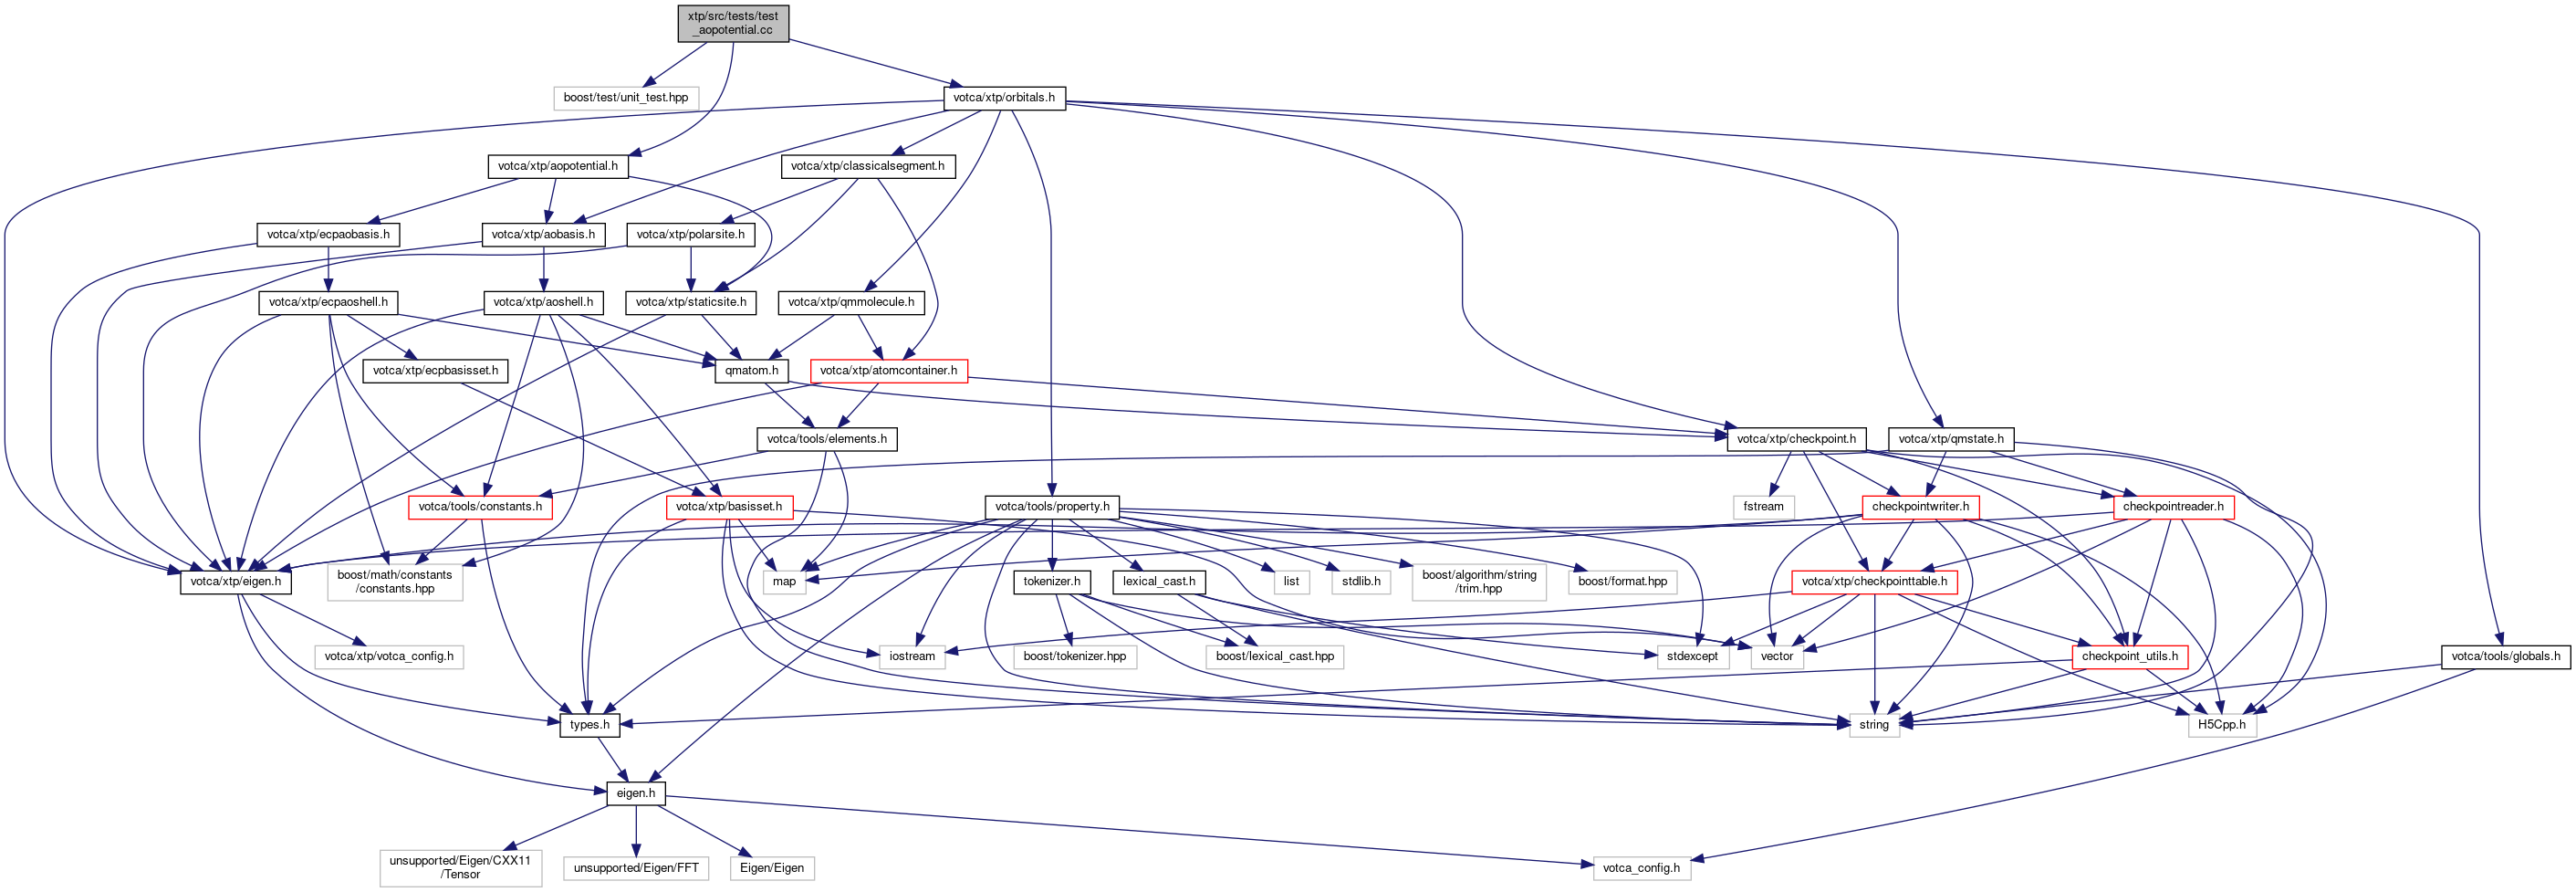 xtp/src/tests/test
_aopotential.cc
boost/test/unit_test.hpp
votca/xtp/orbitals.h
votca/xtp/aopotential.h
votca/xtp/classicalsegment.h
votca/xtp/ecpaobasis.h
votca/xtp/aobasis.h
votca/xtp/polarsite.h
votca/xtp/ecpaoshell.h
votca/xtp/aoshell.h
votca/xtp/staticsite.h
votca/xtp/qmmolecule.h
votca/xtp/ecpbasisset.h
qmatom.h
votca/xtp/atomcontainer.h
votca/tools/elements.h
votca/xtp/checkpoint.h
votca/xtp/qmstate.h
votca/tools/constants.h
votca/xtp/basisset.h
votca/tools/property.h
fstream
checkpointwriter.h
checkpointreader.h
votca/xtp/eigen.h
boost/math/constants
/constants.hpp
map
tokenizer.h
lexical_cast.h
list
stdlib.h
boost/algorithm/string
/trim.hpp
boost/format.hpp
votca/xtp/checkpointtable.h
votca/xtp/votca_config.h
iostream
boost/tokenizer.hpp
boost/lexical_cast.hpp
stdexcept
vector
checkpoint_utils.h
votca/tools/globals.h
types.h
string
H5Cpp.h
eigen.h
unsupported/Eigen/CXX11
/Tensor
unsupported/Eigen/FFT
Eigen/Eigen
votca_config.h